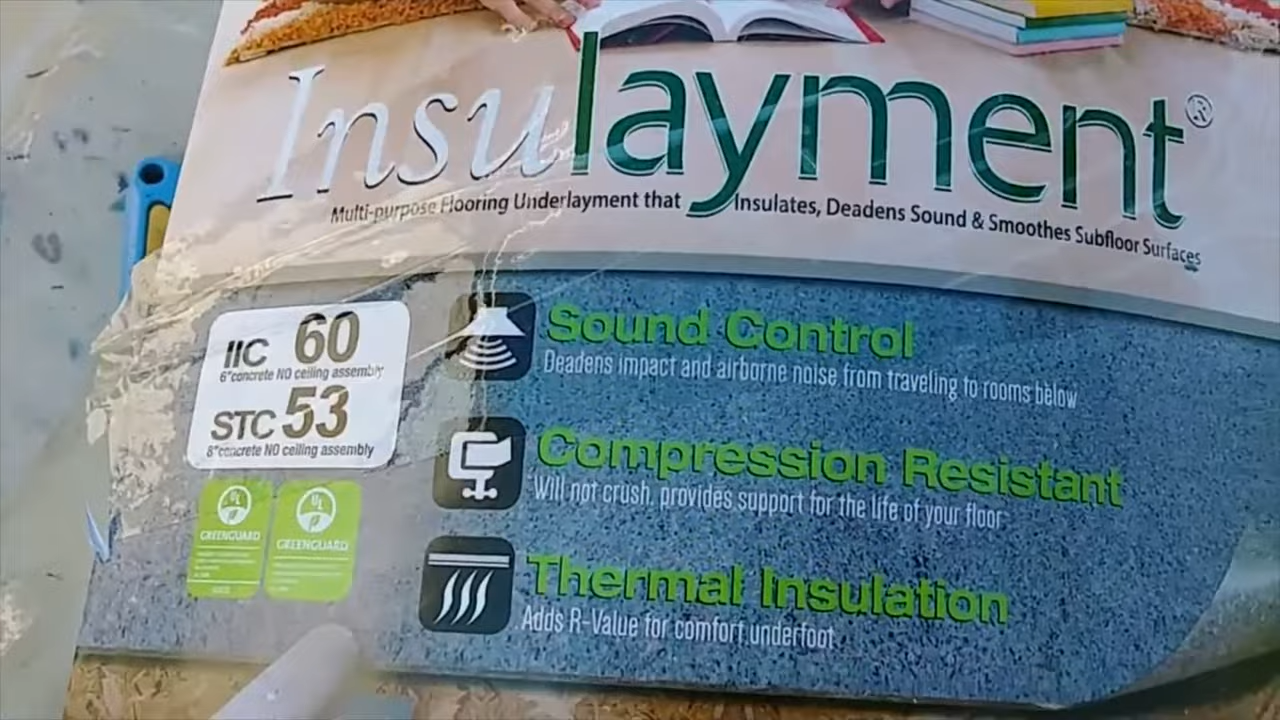 Insulayment®
Multi-purpose Flooring Underlayment that Insulates, Deadens Sound & Smoothes Subfloor Surfaces
IIC 60
6"concrete NO ceiling assembly
STC 53
8"concrete NO ceiling assembly
UL
GREENGUARD
UL
GREENGUARD
Sound Control
Deadens impact and airborne noise from traveling to rooms below
Compression Resistant
Will not crush, provides support for the life of your floor
Thermal Insulation
Adds R-Value for comfort underfoot